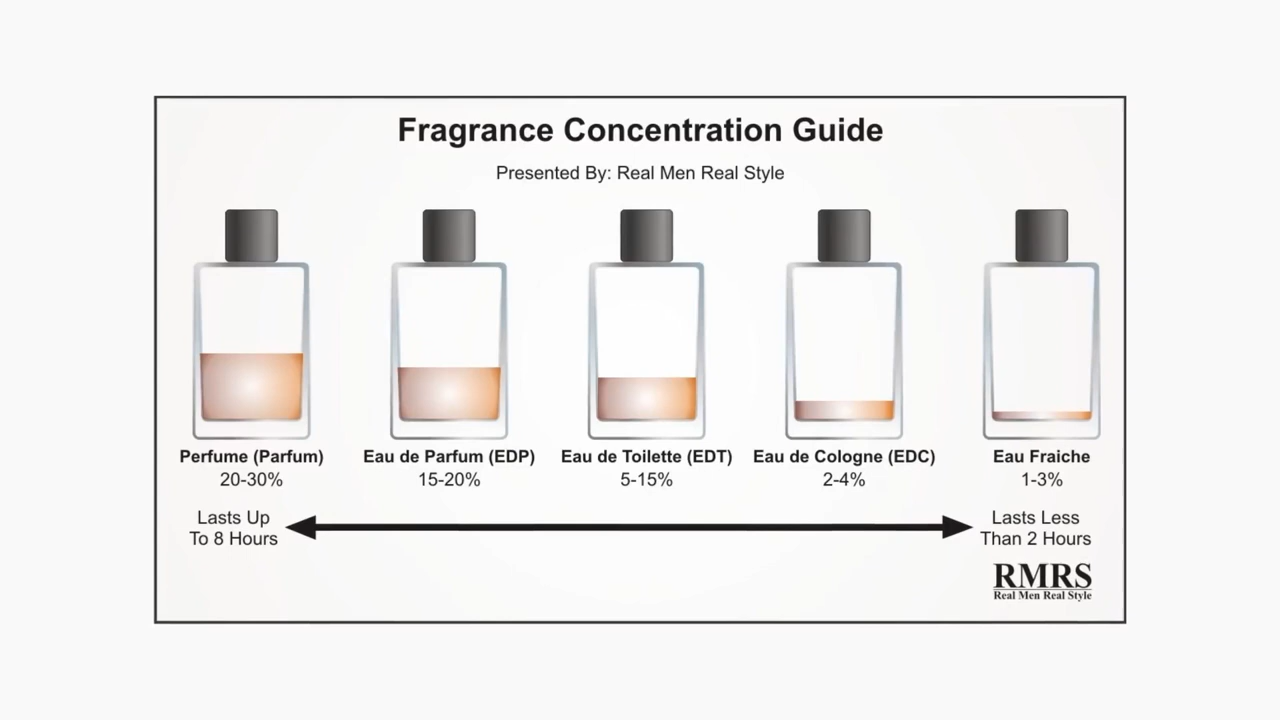 Fragrance Concentration Guide
Presented By: Real Men Real Style
Perfume (Parfum)
20-30%
Eau de Parfum (EDP)
15-20%
Eau de Toilette (EDT)
5-15%
Eau de Cologne (EDC)
2-4%
Eau Fraiche
1-3%
Lasts Up
To 8 Hours
Lasts Less
Than 2 Hours
RMRS
Real Men Real Style